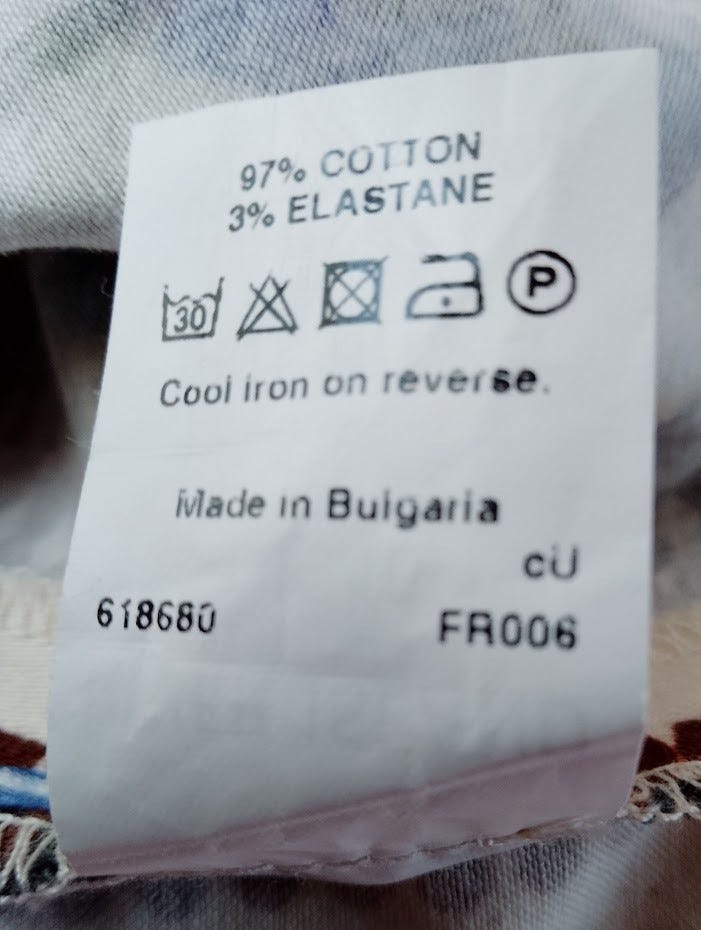 97% COTTON
3% ELASTANE
30 P
Cool iron on reverse.
Made in Bulgaria
cU
618680 FR006